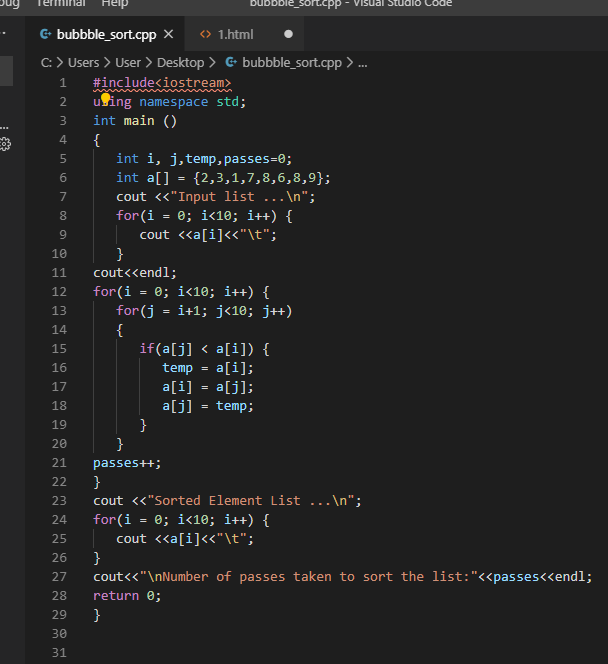 Terminal Help bubbble_sort.cpp - Visual Studio Code
bubbble_sort.cpp × <> 1.html ●
C: > Users > User > Desktop > bubbble_sort.cpp > ...
1 #include<iostream>
2 using namespace std;
3 int main ()
4 {
5 int i, j,temp,passes=0;
6 int a[] = {2,3,1,7,8,6,8,9};
7 cout <<"Input list ...\n";
8 for(i = 0; i<10; i++) {
9 cout <<a[i]<<"\t";
10 }
11 cout<<endl;
12 for(i = 0; i<10; i++) {
13 for(j = i+1; j<10; j++)
14 {
15 if(a[j] < a[i]) {
16 temp = a[i];
17 a[i] = a[j];
18 a[j] = temp;
19 }
20 }
21 passes++;
22 }
23 cout <<"Sorted Element List ...\n";
24 for(i = 0; i<10; i++) {
25 cout <<a[i]<<"\t";
26 }
27 cout<<"\nNumber of passes taken to sort the list:"<<passes<<endl;
28 return 0;
29 }
30
31